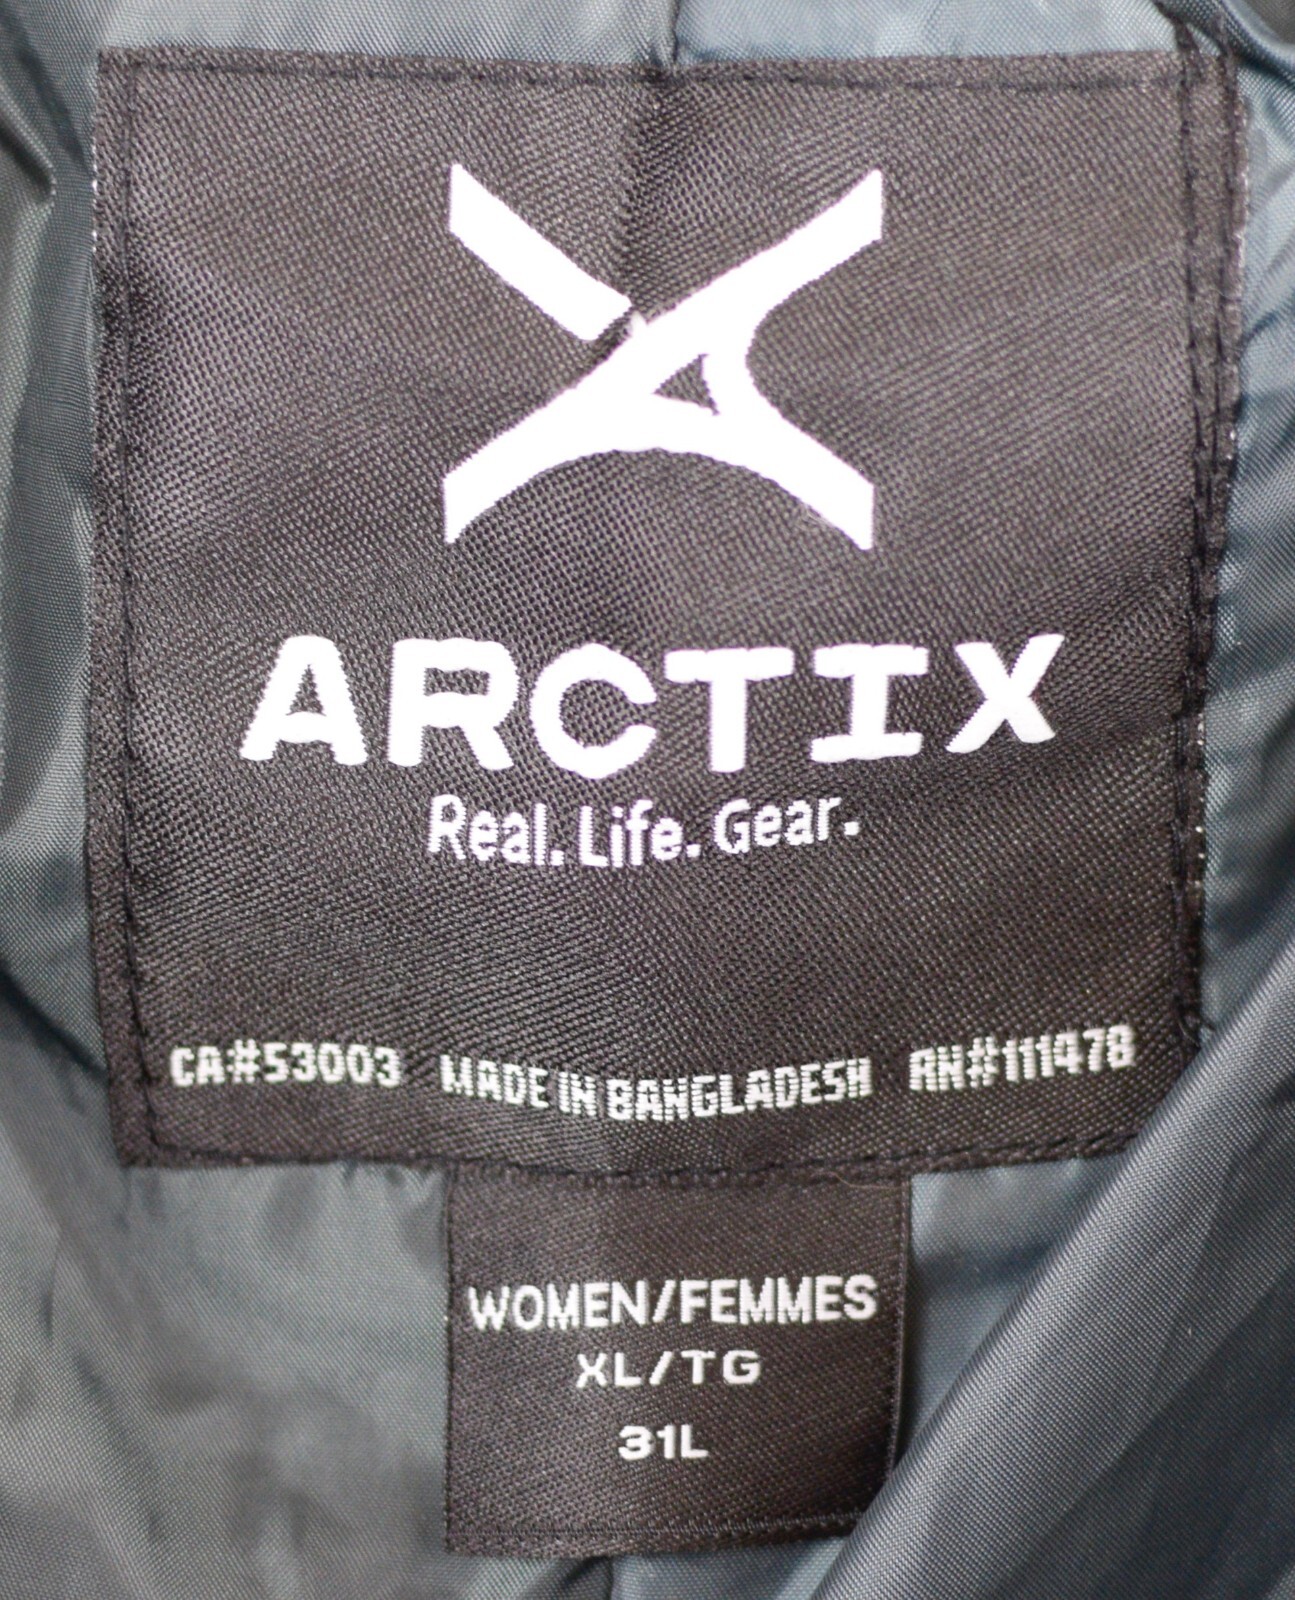 ARCTIX
Real. Life. Gear.
CA#53003 MADE IN BANGLADESH RN#111478
WOMEN/FEMMES
XL/TG
31L